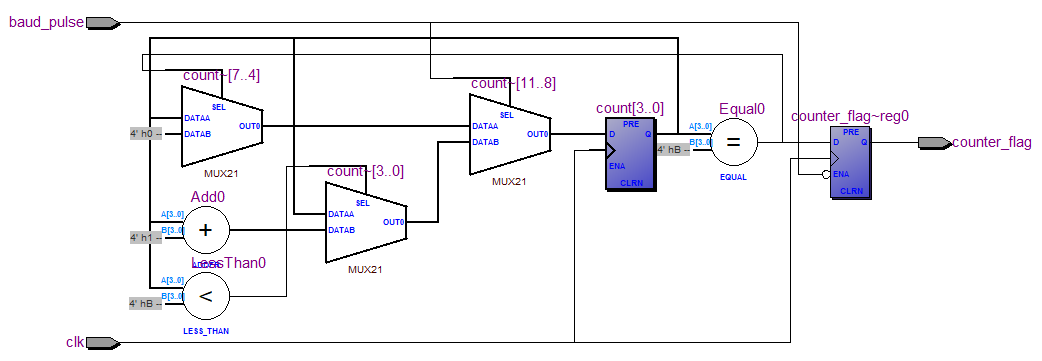 baud_pulse
count~[7..4]
SEL
DATAA
DATAB
OUT0
4' h0 --
MUX21
count~[11..8]
SEL
DATAA
DATAB
OUT0
MUX21
count[3..0]
PRE
D
Q
ENA
CLRN
Equal0
A[3..0]
B[3..0]
4' hB --
=
EQUAL
counter_flag~reg0
PRE
D
Q
ENA
CLRN
counter_flag
count~[3..0]
SEL
DATAA
DATAB
OUT0
MUX21
Add0
A[3..0]
B[3..0]
4' h1 --
+
ADDER
LessThan0
A[3..0]
B[3..0]
4' hB --
<
LESS_THAN
clk